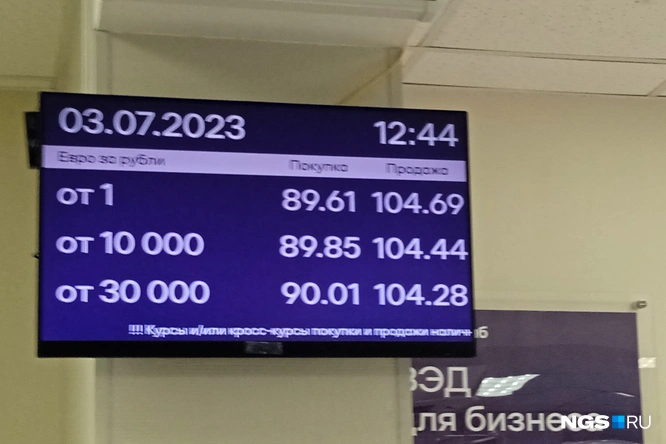 03.07.2023 12:44
Евро за рубли Покупка Продажа
от 1 89.61 104.69
от 10 000 89.85 104.44
от 30 000 90.01 104.28
!!! Курсы и/или кросс-курсы покупки и продажи налич
ВЭД
для бизнеса
NGS RU